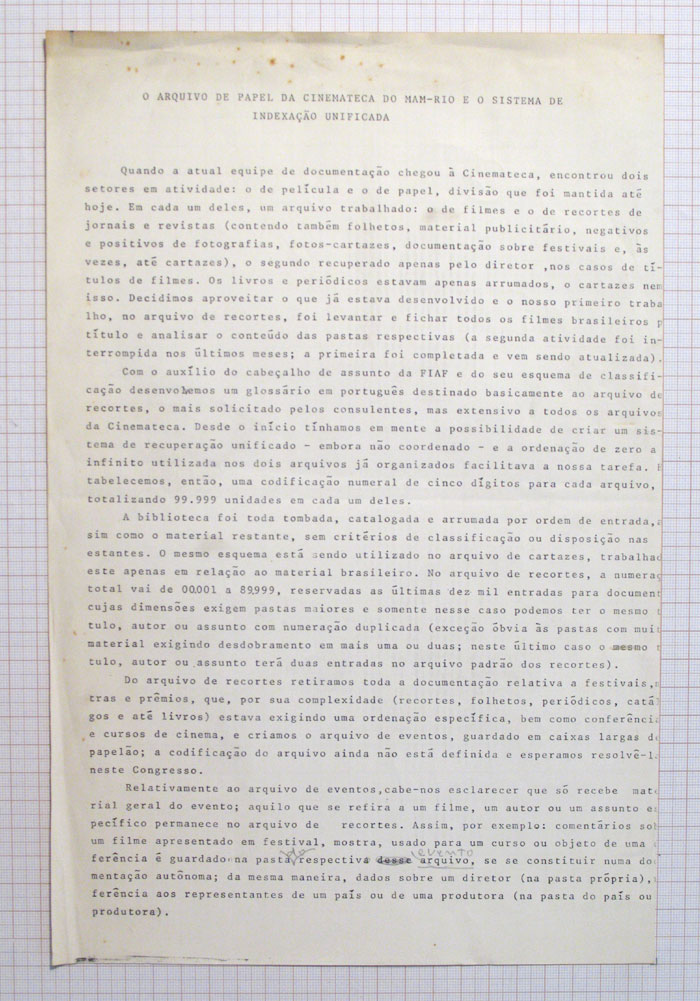 O ARQUIVO DE PAPEL DA CINEMATECA DO MAM-RIO E O SISTEMA DE
INDEXAÇÃO UNIFICADA
Quando a atual equipe de documentação chegou à Cinemateca, encontrou dois
setores em atividade: o de película e o de papel, divisão que foi mantida até
hoje. Em cada um deles, um arquivo trabalhado: o de filmes e o de recortes de
jornais e revistas (contendo também folhetos, material publicitário, negativos
e positivos de fotografias, fotos-cartazes, documentação sobre festivais e, às
vezes, até cartazes), o segundo recuperado apenas pelo diretor ,nos casos de tí-
tulos de filmes. Os livros e periódicos estavam apenas arrumados, o cartazes nem
isso. Decidimos aproveitar o que já estava desenvolvido e o nosso primeiro traba
lho, no arquivo de recortes, foi levantar e fichar todos os filmes brasileiros p
título e analisar o conteúdo das pastas respectivas (a segunda atividade foi in-
terrompida nos últimos meses; a primeira foi completada e vem sendo atualizada).
Com o auxílio do cabeçalho de assunto da FIAF e do seu esquema de classifi-
cação desenvolvemos um glossário em português destinado basicamente ao arquivo de
recortes, o mais solicitado pelos consulentes, mas extensivo a todos os arquivos
da Cinemateca. Desde o início tínhamos em mente a possibilidade de criar um sis-
tema de recuperação unificado - embora não coordenado - e a ordenação de zero a
infinito utilizada nos dois arquivos já organizados facilitava a nossa tarefa. E
tabelecemos, então, uma codificação numeral de cinco dígitos para cada arquivo,
totalizando 99.999 unidades em cada um deles.
A biblioteca foi toda tombada, catalogada e arrumada por ordem de entrada,a
sim como o material restante, sem critérios de classificação ou disposição nas
estantes. O mesmo esquema está sendo utilizado no arquivo de cartazes, trabalhad
este apenas em relação ao material brasileiro. No arquivo de recortes, a numeraç
total vai de 00.001 a 89.999, reservadas as últimas dez mil entradas para document
cujas dimensões exigem pastas maiores e somente nesse caso podemos ter o mesmo t
tulo, autor ou assunto com numeração duplicada (exceção óbvia às pastas com muit
material exigindo desdobramento em mais uma ou duas; neste último caso o mesmo t
tulo, autor ou assunto terá duas entradas no arquivo padrão dos recortes).
Do arquivo de recortes retiramos toda a documentação relativa a festivais,m
tras e prêmios, que, por sua complexidade (recortes, folhetos, periódicos, catál
gos e até livros) estava exigindo uma ordenação específica, bem como conferência
e cursos de cinema, e criamos o arquivo de eventos, guardado em caixas largas de
papelão; a codificação do arquivo ainda não está definida e esperamos resolvê-l
neste Congresso.
Relativamente ao arquivo de eventos,cabe-nos esclarecer que só recebe mate
rial geral do evento; aquilo que se refira a um filme, um autor ou um assunto es
pecífico permanece no arquivo de recortes. Assim, por exemplo: comentários sob
um filme apresentado em festival, mostra, usado para um curso ou objeto de uma
ferência é guardado na pasta respectiva do desse evento arquivo, se se constituir numa do
mentação autônoma; da mesma maneira, dados sobre um diretor (na pasta própria),
ferência aos representantes de um país ou de uma produtora (na pasta do país ou
produtora).